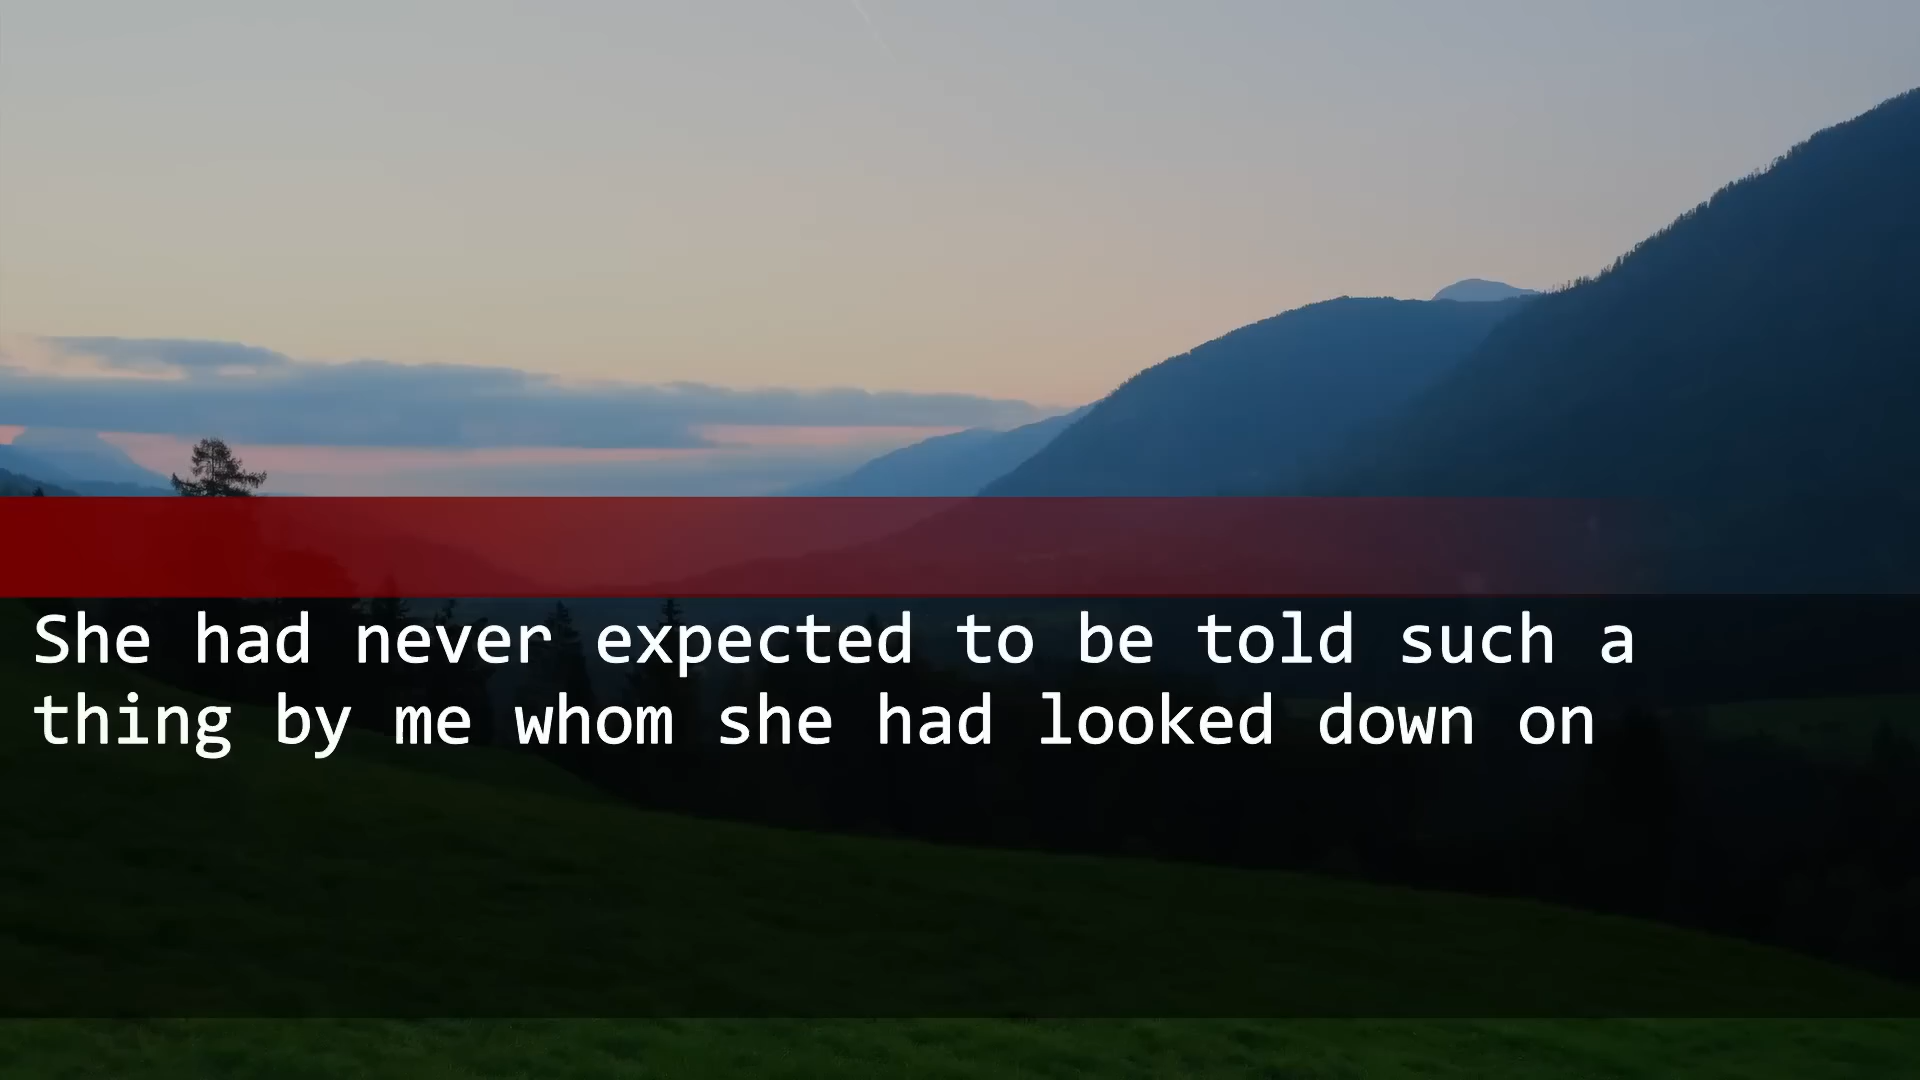 She had never expected to be told such a
thing by me whom she had looked down on